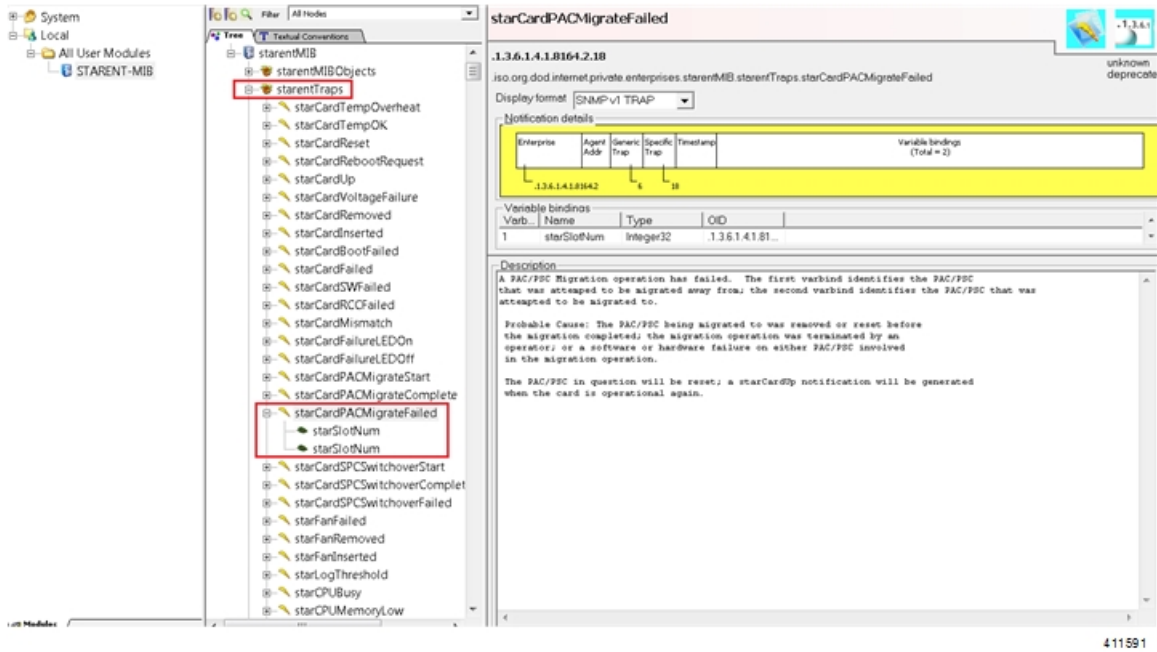 System
Local
All User Modules
STARENT-MIB
Modules
Filter All Nodes
Tree Textual Conventions
starentMIB
starentMIBObjects
starentTraps
starCardTempOverheat
starCardTempOK
starCardReset
starCardRebootRequest
starCardUp
starCardVoltageFailure
starCardRemoved
starCardInserted
starCardBootFailed
starCardFailed
starCardSWFailed
starCardRCCFailed
starCardMismatch
starCardFailureLEDOn
starCardFailureLEDOff
starCardPACMigrateStart
starCardPACMigrateComplete
starCardPACMigrateFailed
starSlotNum
starSlotNum
starCardSPCSwitchoverStart
starCardSPCSwitchoverComplet
starCardSPCSwitchoverFailed
starFanFailed
starFanRemoved
starFanInserted
starLogThreshold
starCPUBusy
starCPUMemoryLow
starCardPACMigrateFailed
.1.3.6.1
.1.3.6.1.4.1.8164.2.18
unknown
deprecate
.iso.org.dod.internet.private.enterprises.starentMIB.starentTraps.starCardPACMigrateFailed
Display format SNMP v1 TRAP
Notification details
Enterprise Agent Addr Generic Trap Specific Trap Timestamp Variable bindings
(Total = 2)
.1.3.6.1.4.1.8164.2 6 18
Variable bindings
Varb... Name Type OID
1 starSlotNum Integer32 .1.3.6.1.4.1.81...
Description
A PAC/PSC Migration operation has failed. The first varbind identifies the PAC/PSC
that was attemped to be migrated away from; the second varbind identifies the PAC/PSC that was
attempted to be migrated to.
Probable Cause: The PAC/PSC being migrated to was removed or reset before
the migration completed; the migration operation was terminated by an
operator; or a software or hardware failure on either PAC/PSC involved
in the migration operation.
The PAC/PSC in question will be reset; a starCardUp notification will be generated
when the card is operational again.
411591